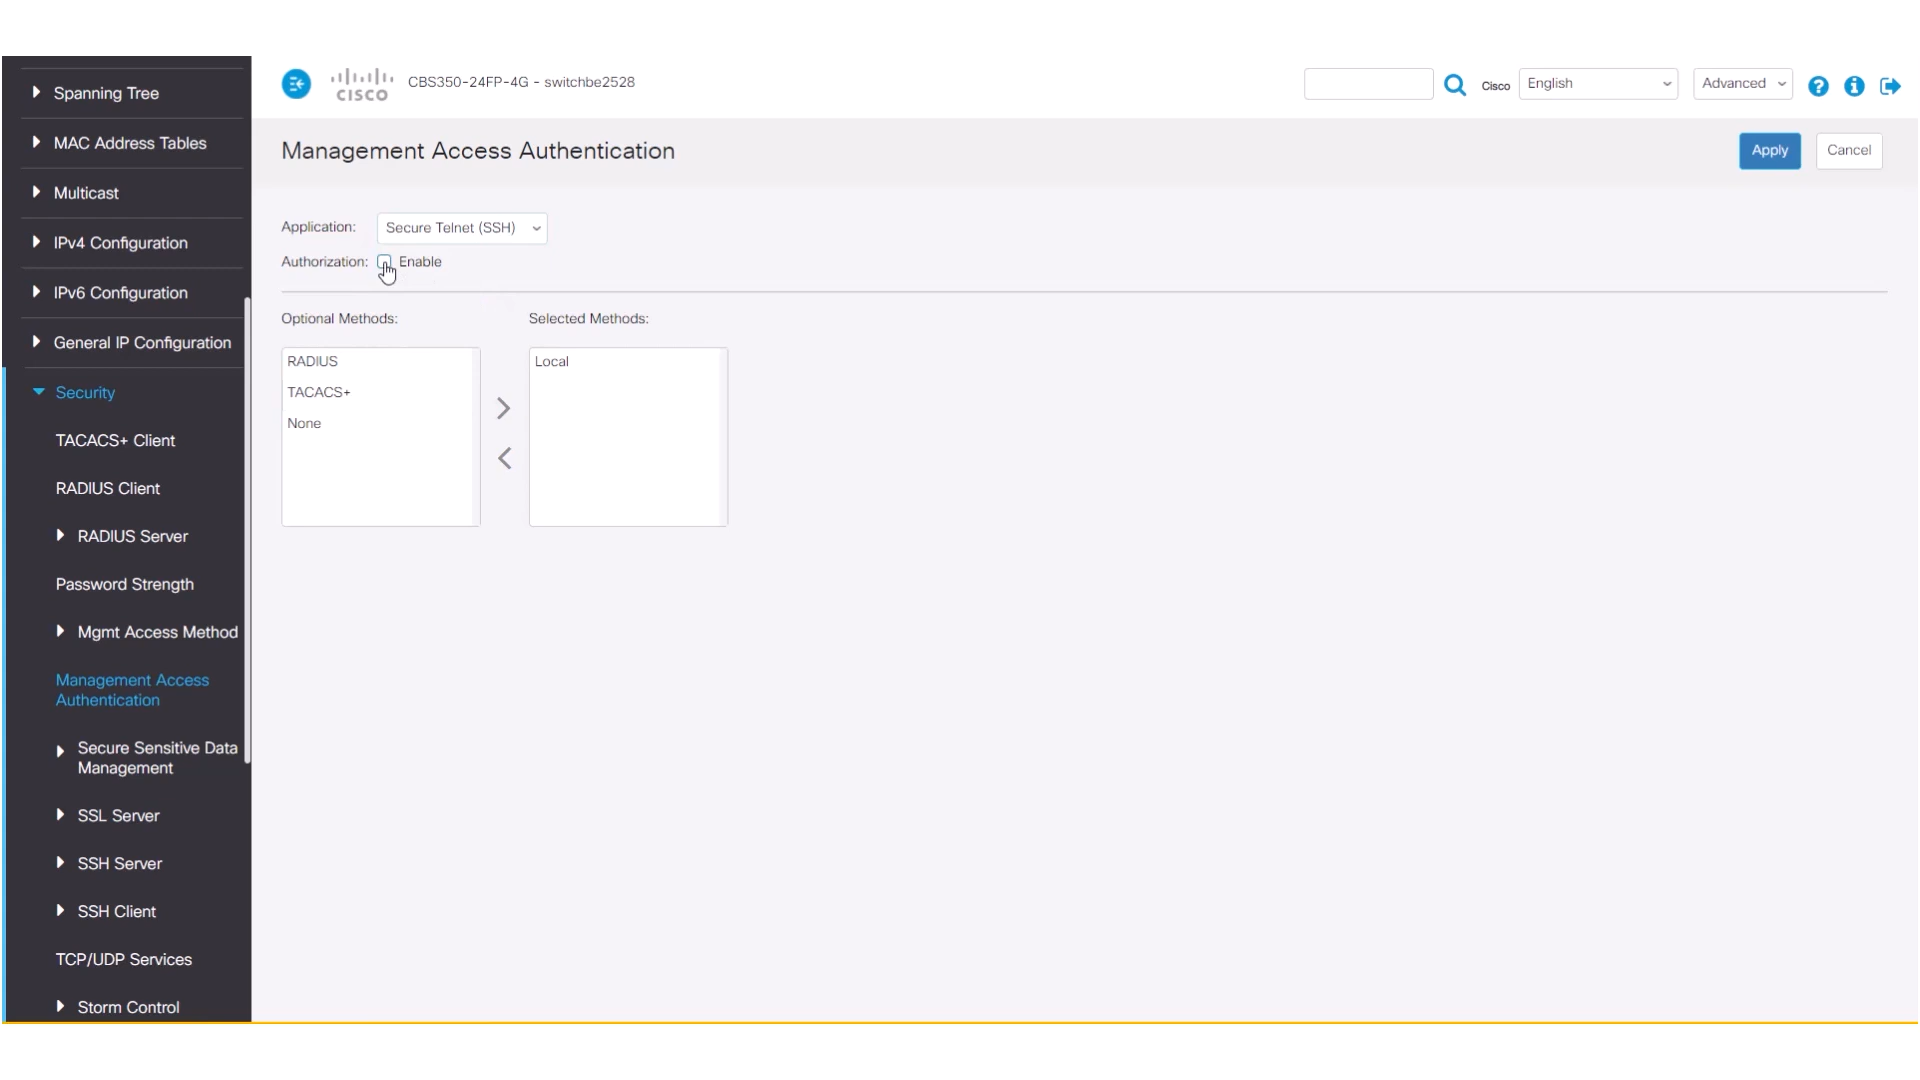 CISCO
CBS350-24FP-4G - switchbe2528
Cisco
English
Advanced
Spanning Tree
MAC Address Tables
Multicast
IPv4 Configuration
IPv6 Configuration
General IP Configuration
Security
TACACS+ Client
RADIUS Client
RADIUS Server
Password Strength
Mgmt Access Method
Management Access
Authentication
Secure Sensitive Data
Management
SSL Server
SSH Server
SSH Client
TCP/UDP Services
Storm Control
Management Access Authentication
Apply
Cancel
Application:
Secure Telnet (SSH)
Authorization:
Enable
Optional Methods:
Selected Methods:
RADIUS
TACACS+
None
Local